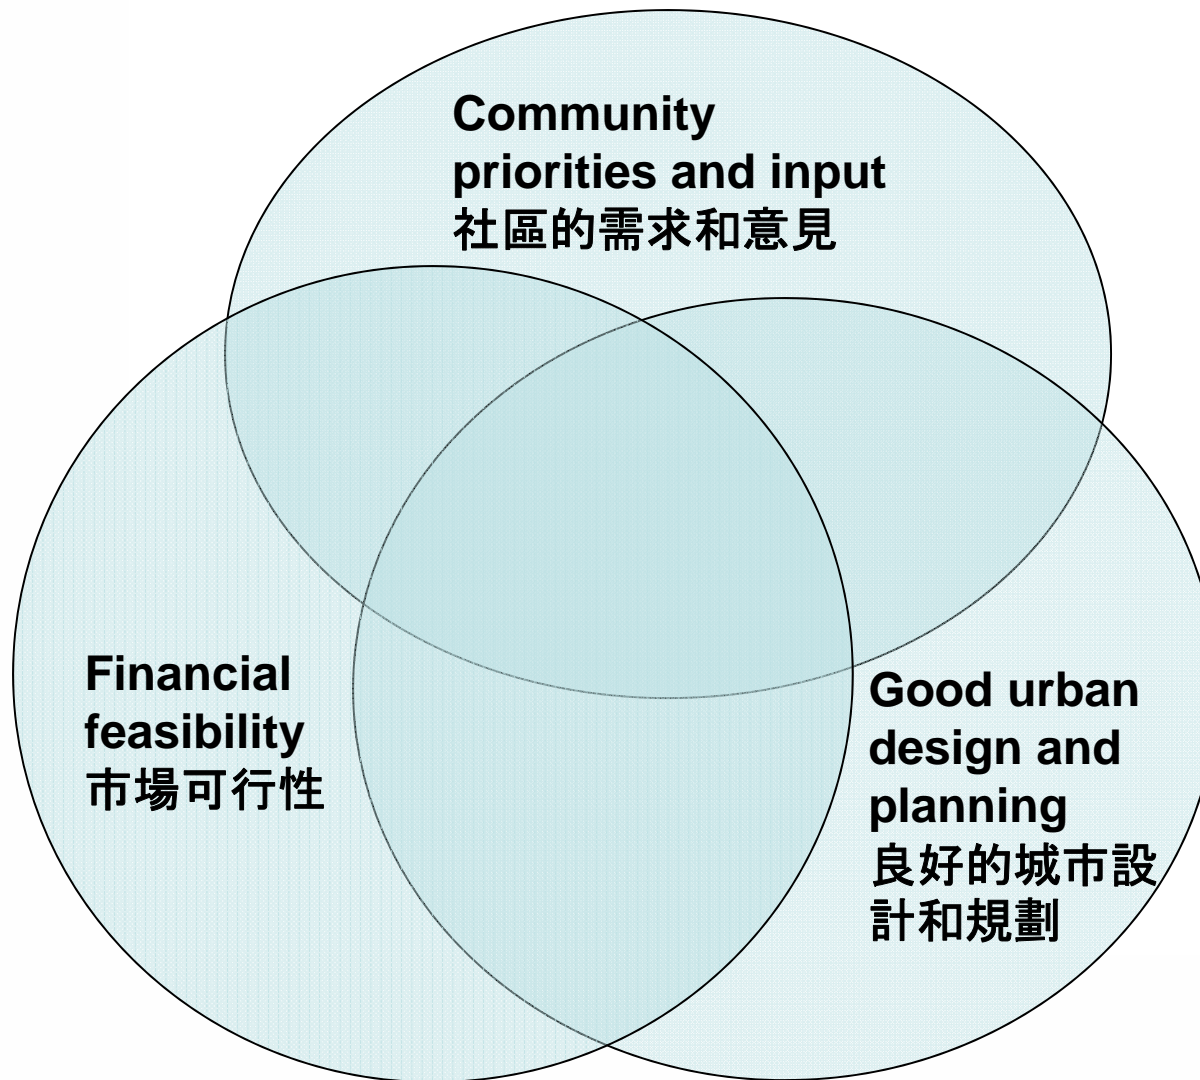 Community
priorities and input
社區的需求和意見
Financial
feasibility
市場可行性
Good urban
design and
planning
良好的城市設
計和規劃